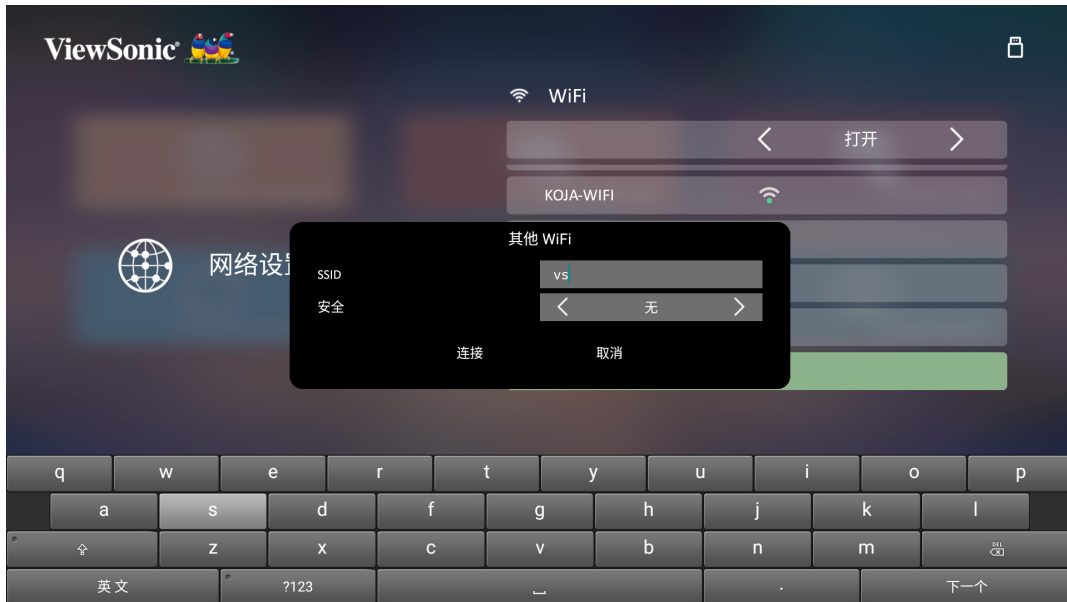 ViewSonic®
WiFi
打开
KOJA-WIFI
网络设
其他 WiFi
SSID
vs
安全
无
连接
取消
q w e r t y u i o p
a s d f g h j k l
z x c v b n m DEL
英文 ?123 . 下一个